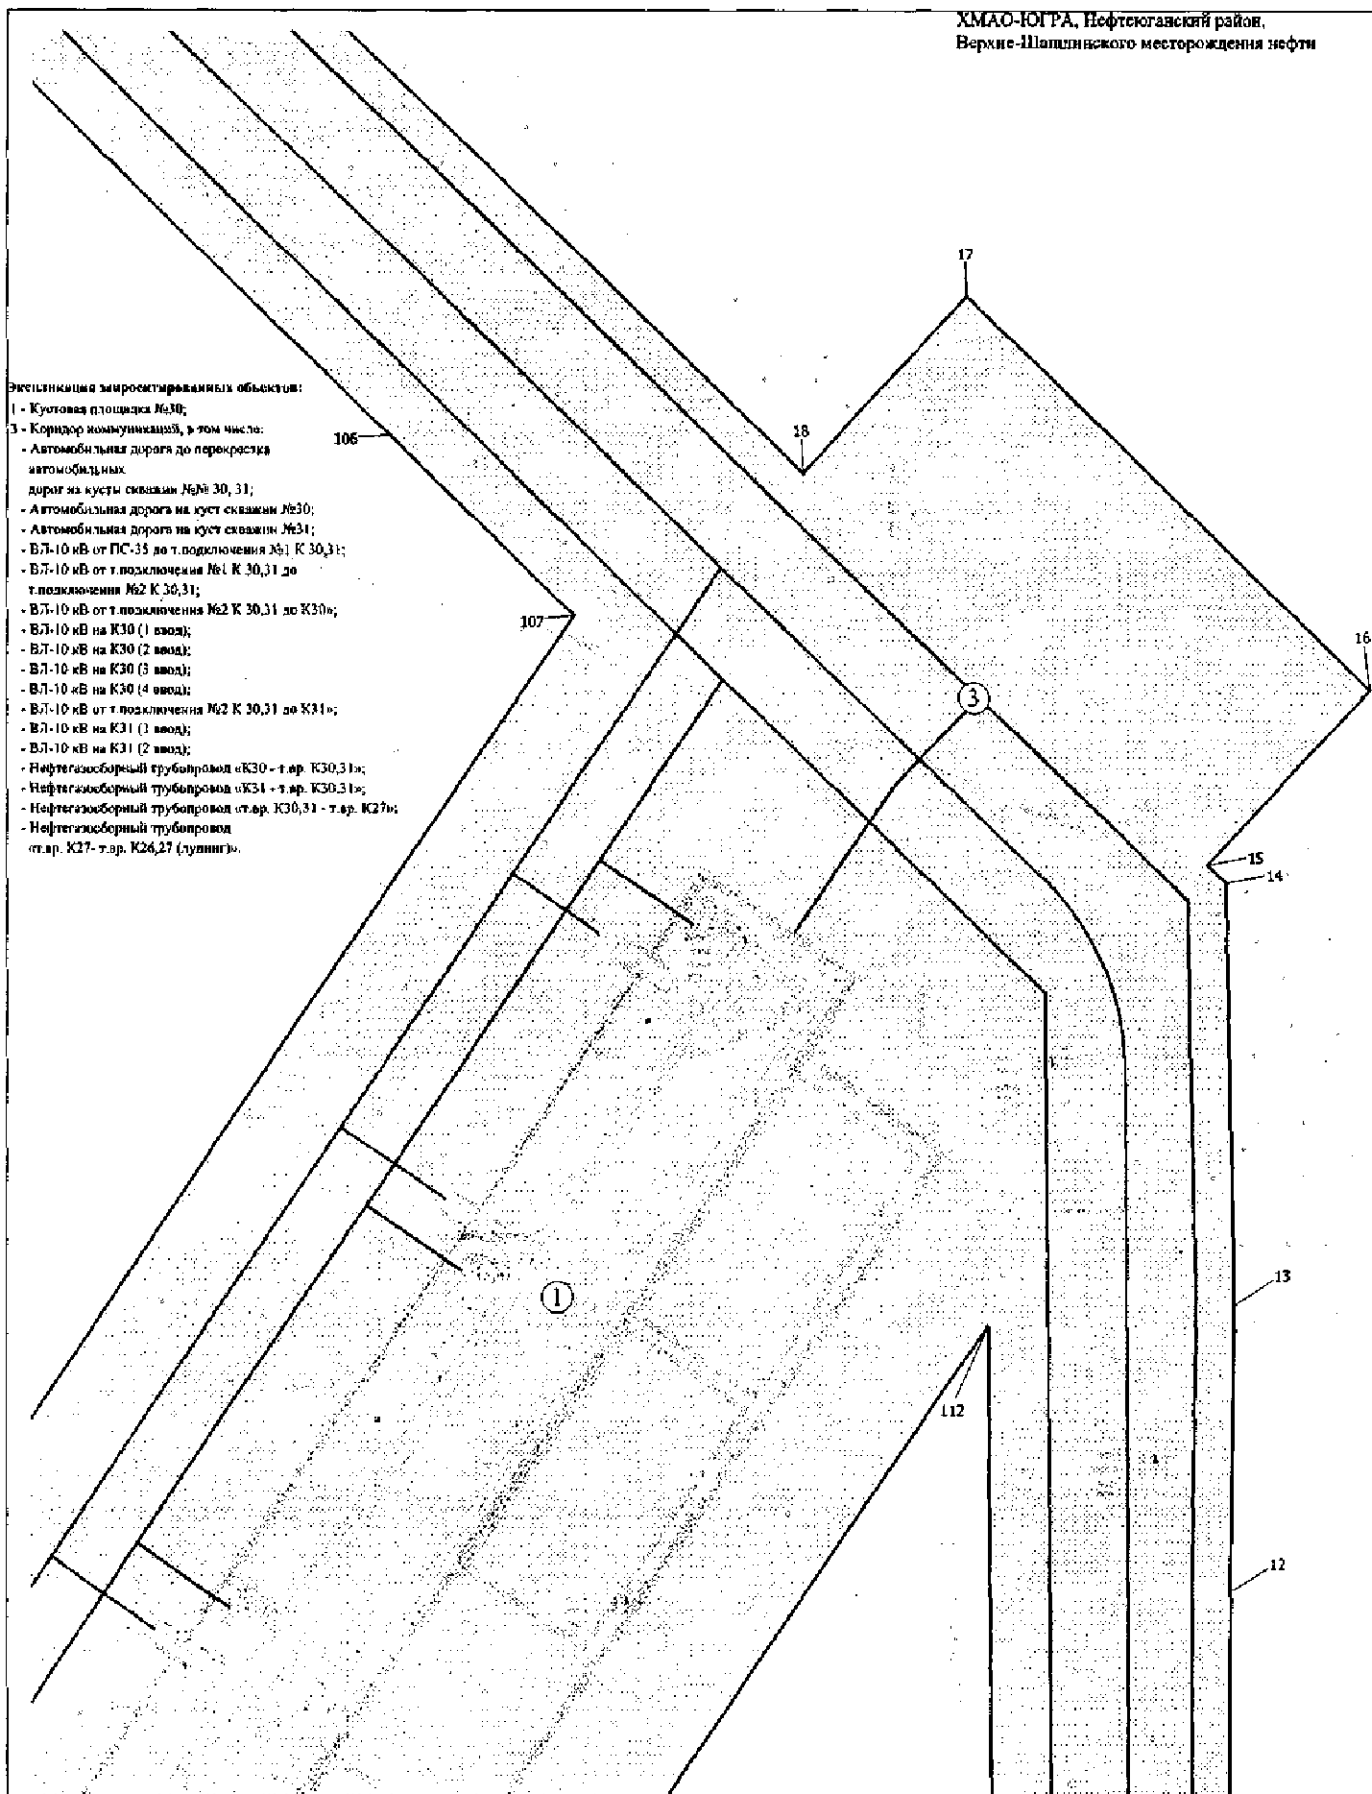 ХМАО-ЮГРА, Нефтеюганский район,
Верхне-Шапшинского месторождения нефти
17
Экспликация запроектированных объектов:
1 - Кустовая площадка №30;
3 - Коридор коммуникаций, в том числе:
- Автомобильная дорога до перекрестка
автомобильных
дорог на кусты скважин №№ 30, 31;
- Автомобильная дорога на куст скважин №30;
- Автомобильная дорога на куст скважин №31;
- ВЛ-10 кВ от ПС-35 до т.подключения №1 К 30,31;
- ВЛ-10 кВ от т.подключения №1 К 30,31 до
т.подключения №2 К 30,31;
- ВЛ-10 кВ от т.подключения №2 К 30,31 до К30»;
- ВЛ-10 кВ на К30 (1 ввод);
- ВЛ-10 кВ на К30 (2 ввод);
- ВЛ-10 кВ на К30 (3 ввод);
- ВЛ-10 кВ на К30 (4 ввод);
- ВЛ-10 кВ от т.подключения №2 К 30,31 до К31»;
- ВЛ-10 кВ на К31 (1 ввод);
- ВЛ-10 кВ на К31 (2 ввод);
- Нефтегазосборный трубопровод «К30 - т.вр. К30,31»;
- Нефтегазосборный трубопровод «К31 - т.вр. К30,31»;
- Нефтегазосборный трубопровод «т.вр. К30,31 - т.вр. К27»;
- Нефтегазосборный трубопровод
«т.вр. К27- т.вр. К26,27 (лупинг)».
106
18
107
16
3
15
14
1
13
112
12